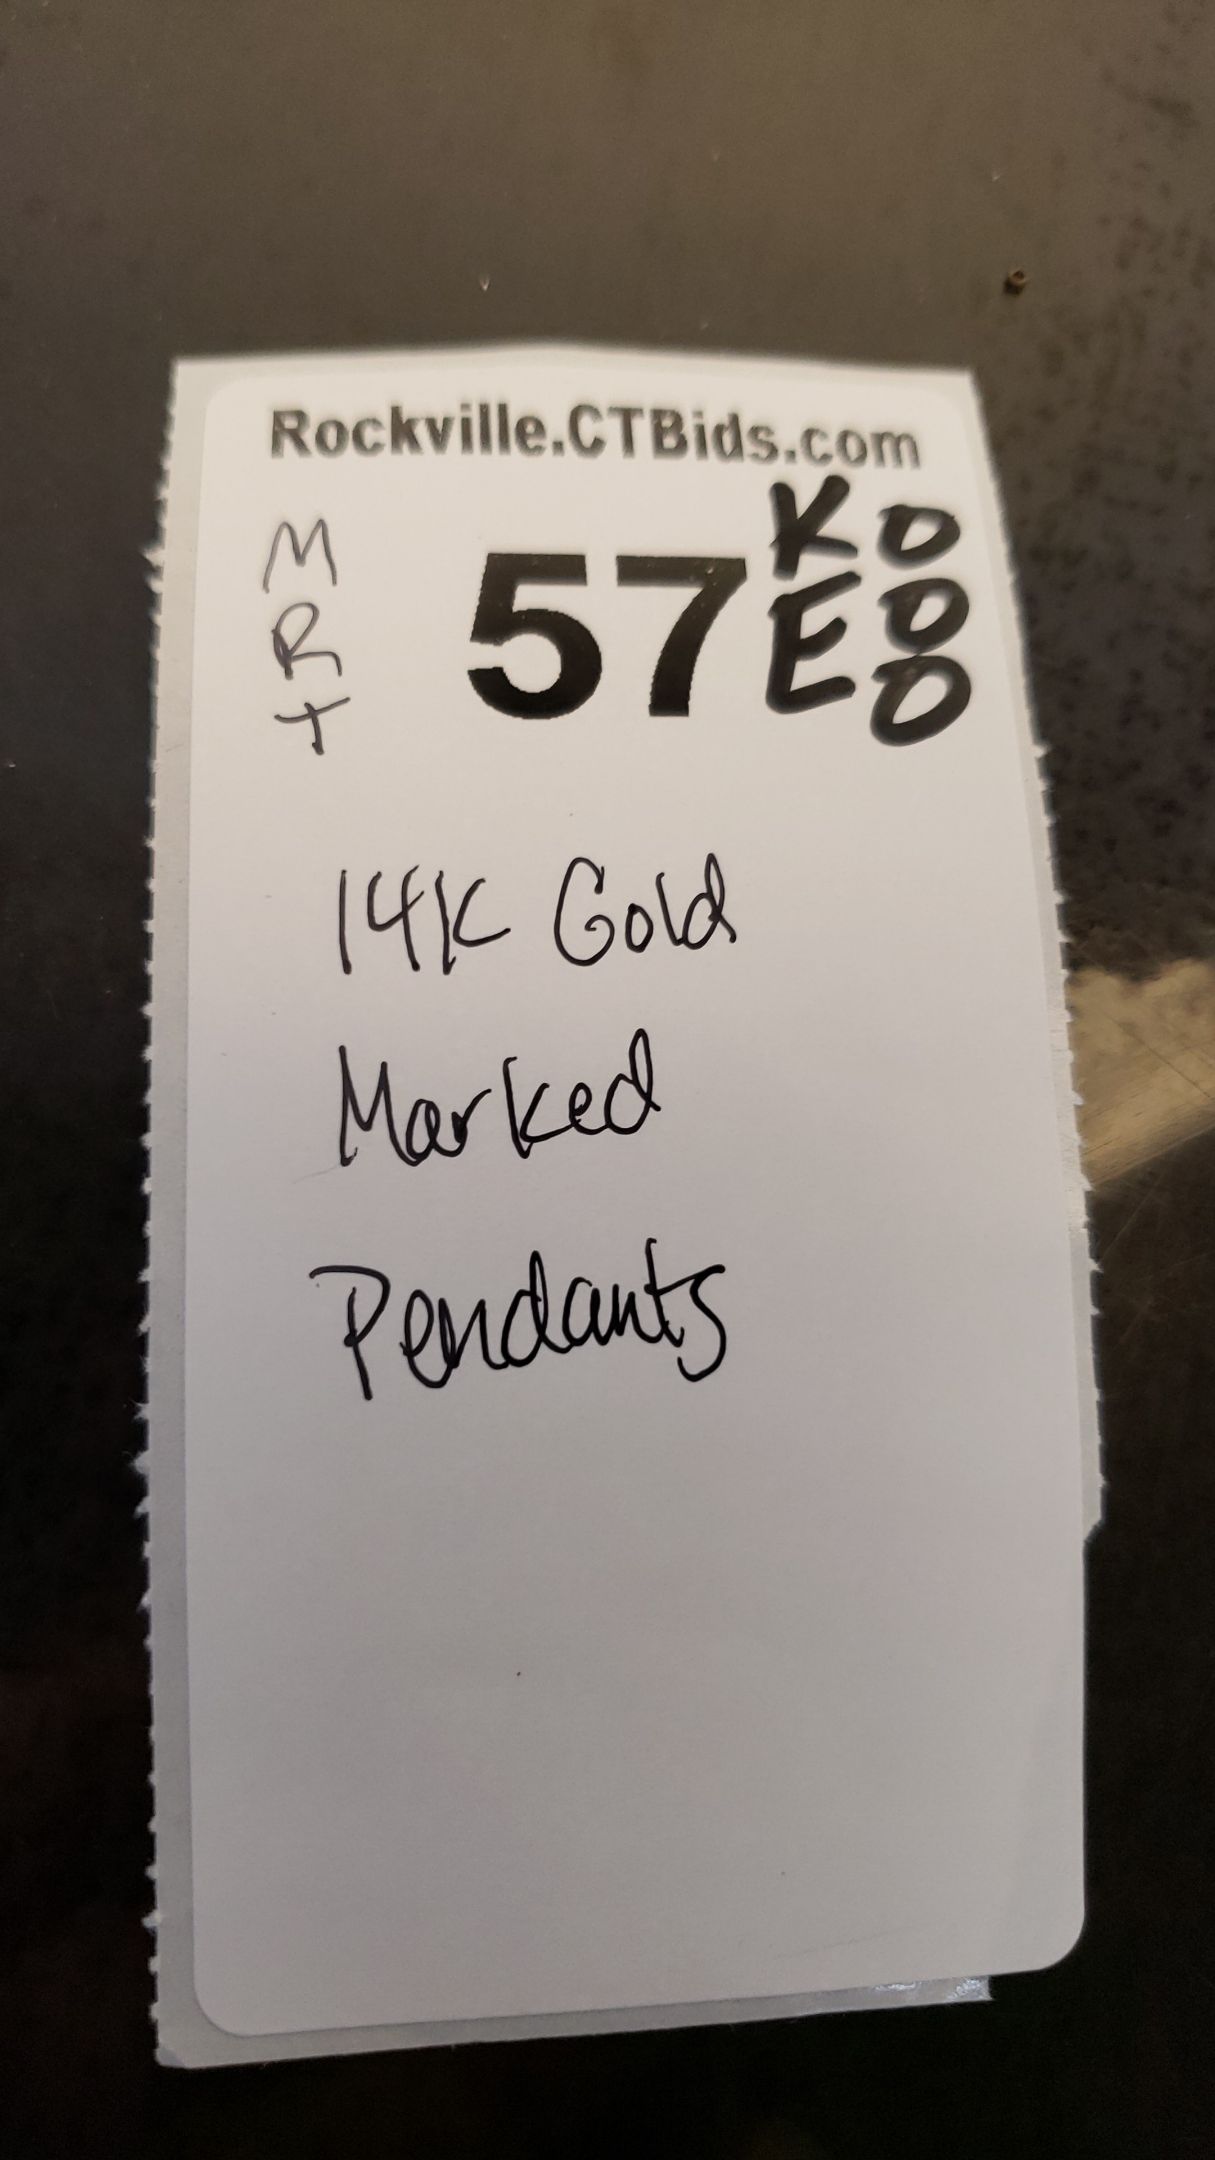 Rockville.CTBids.com
M
R
T
57
KO
EO
O
14K Gold
Marked
Pendants